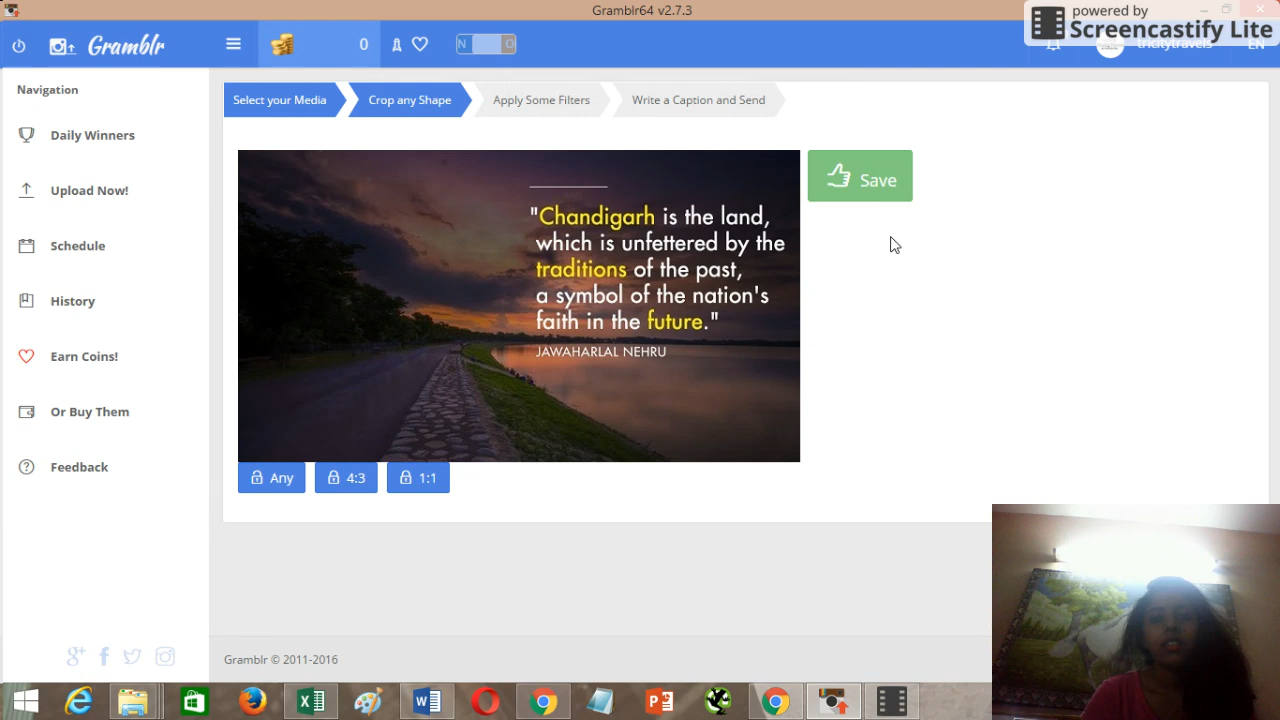 Gramblr64 v2.7.3
powered by
Screencastify Lite
Gramblr
0
N O
tricitytravels
EN
Navigation
Daily Winners
Upload Now!
Schedule
History
Earn Coins!
Or Buy Them
Feedback
Select your Media
Crop any Shape
Apply Some Filters
Write a Caption and Send
"Chandigarh is the land,
which is unfettered by the
traditions of the past,
a symbol of the nation's
faith in the future."
JAWAHARLAL NEHRU
Save
Any
4:3
1:1
Gramblr © 2011-2016